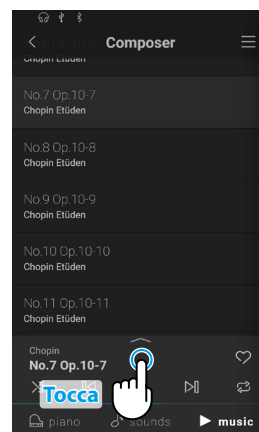 Composer
Chopin Etüden
No.7 Op.10-7
Chopin Etüden
No.8 Op.10-8
Chopin Etüden
No.9 Op.10-9
Chopin Etüden
No.10 Op.10-10
Chopin Etüden
No.11 Op.10-11
Chopin Etüden
Chopin
No.7 Op.10-7
Tocca
piano
sounds
music